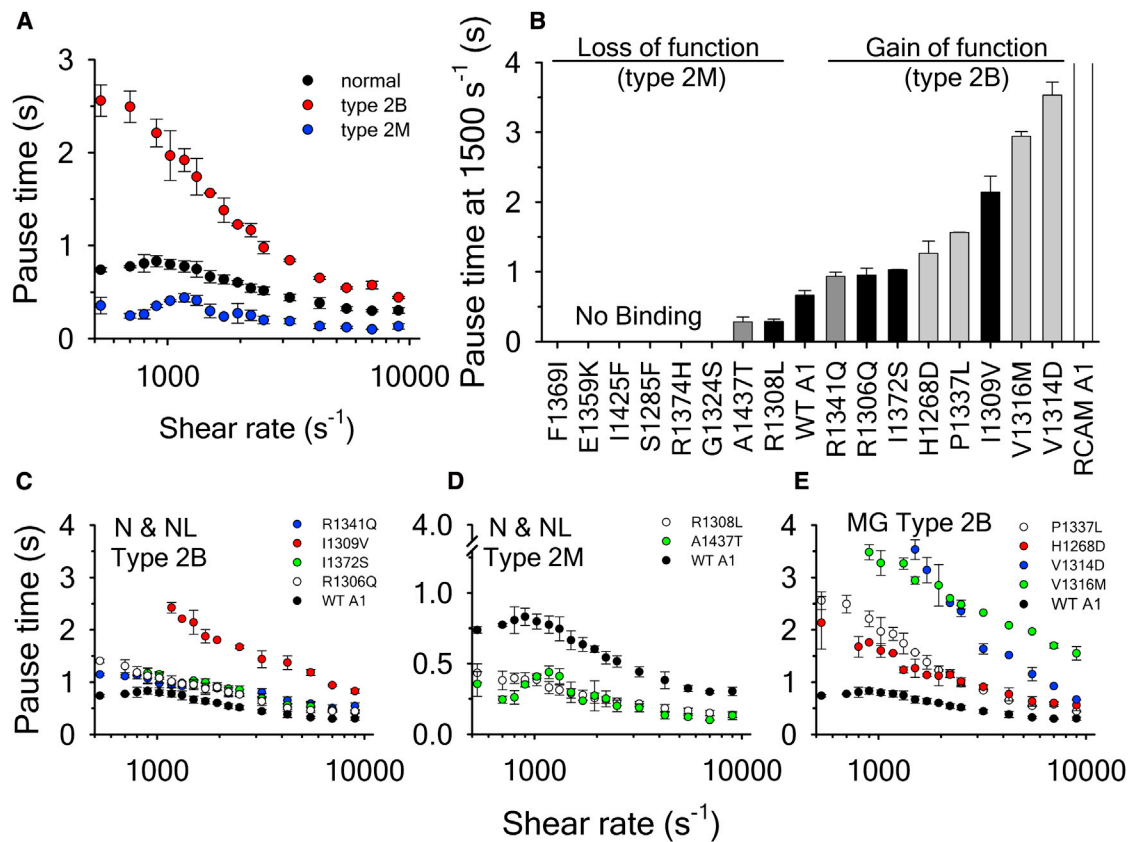 A
Pause time (s)
3
2
1
0
1000
10000
Shear rate (s⁻¹)
normal
type 2B
type 2M
B
Pause time at 1500 s⁻¹ (s)
4
3
2
1
0
Loss of function
(type 2M)
Gain of function
(type 2B)
No Binding
F1369I
E1359K
I1425F
S1285F
R1374H
G1324S
A1437T
R1308L
WT A1
R1341Q
R1306Q
I1372S
H1268D
P1337L
I1309V
V1316M
V1314D
RCAM A1
C
Pause time (s)
4
3
2
1
0
N & NL
Type 2B
R1341Q
I1309V
I1372S
R1306Q
WT A1
1000
10000
D
4.0
1.0
0.5
0.0
N & NL
Type 2M
R1308L
A1437T
WT A1
1000
10000
E
4
3
2
1
0
MG Type 2B
P1337L
H1268D
V1314D
V1316M
WT A1
1000
10000
Shear rate (s⁻¹)